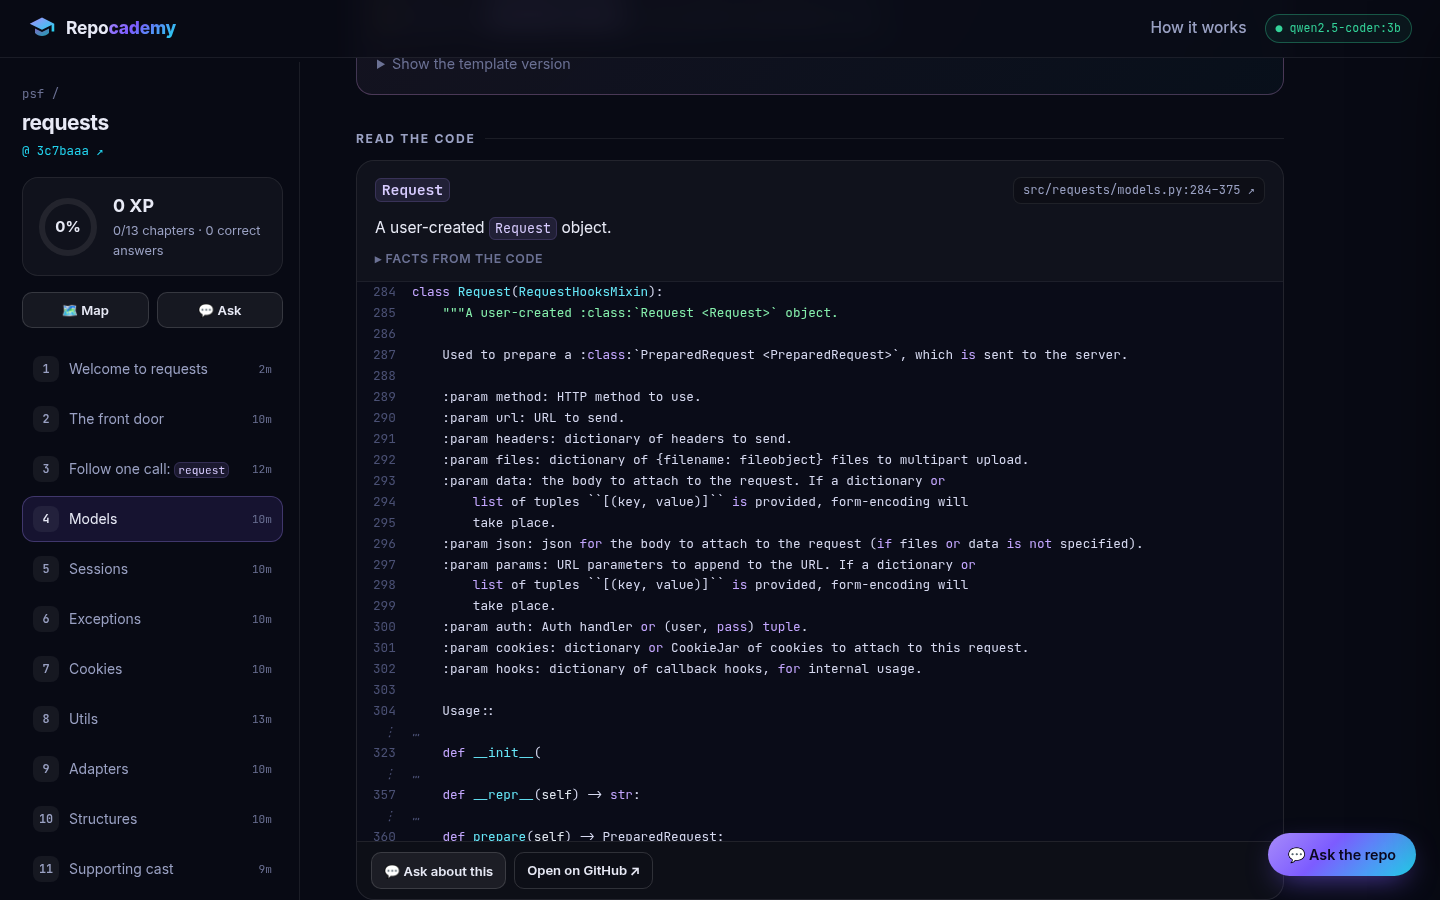 Repocademy
How it works
● qwen2.5-coder:3b
psf /
requests
@ 3c7baaa ↗
0%
0 XP
0/13 chapters · 0 correct
answers
🗺️ Map
💬 Ask
1 Welcome to requests 2m
2 The front door 10m
3 Follow one call: request 12m
4 Models 10m
5 Sessions 10m
6 Exceptions 10m
7 Cookies 10m
8 Utils 13m
9 Adapters 10m
10 Structures 10m
11 Supporting cast 9m
▶ Show the template version
READ THE CODE
Request
src/requests/models.py:284–375 ↗
A user-created Request object.
▸ FACTS FROM THE CODE
284 class Request(RequestHooksMixin):
285     """A user-created :class:`Request <Request>` object.
286
287     Used to prepare a :class:`PreparedRequest <PreparedRequest>`, which is sent to the server.
288
289     :param method: HTTP method to use.
290     :param url: URL to send.
291     :param headers: dictionary of headers to send.
292     :param files: dictionary of {filename: fileobject} files to multipart upload.
293     :param data: the body to attach to the request. If a dictionary or
294         list of tuples ``[(key, value)]`` is provided, form-encoding will
295         take place.
296     :param json: json for the body to attach to the request (if files or data is not specified).
297     :param params: URL parameters to append to the URL. If a dictionary or
298         list of tuples ``[(key, value)]`` is provided, form-encoding will
299         take place.
300     :param auth: Auth handler or (user, pass) tuple.
301     :param cookies: dictionary or CookieJar of cookies to attach to this request.
302     :param hooks: dictionary of callback hooks, for internal usage.
303
304     Usage::
⋮ …
323     def __init__(
⋮ …
357     def __repr__(self) -> str:
⋮ …
360     def prepare(self) -> PreparedRequest:
💬 Ask about this
Open on GitHub ↗
💬 Ask the repo